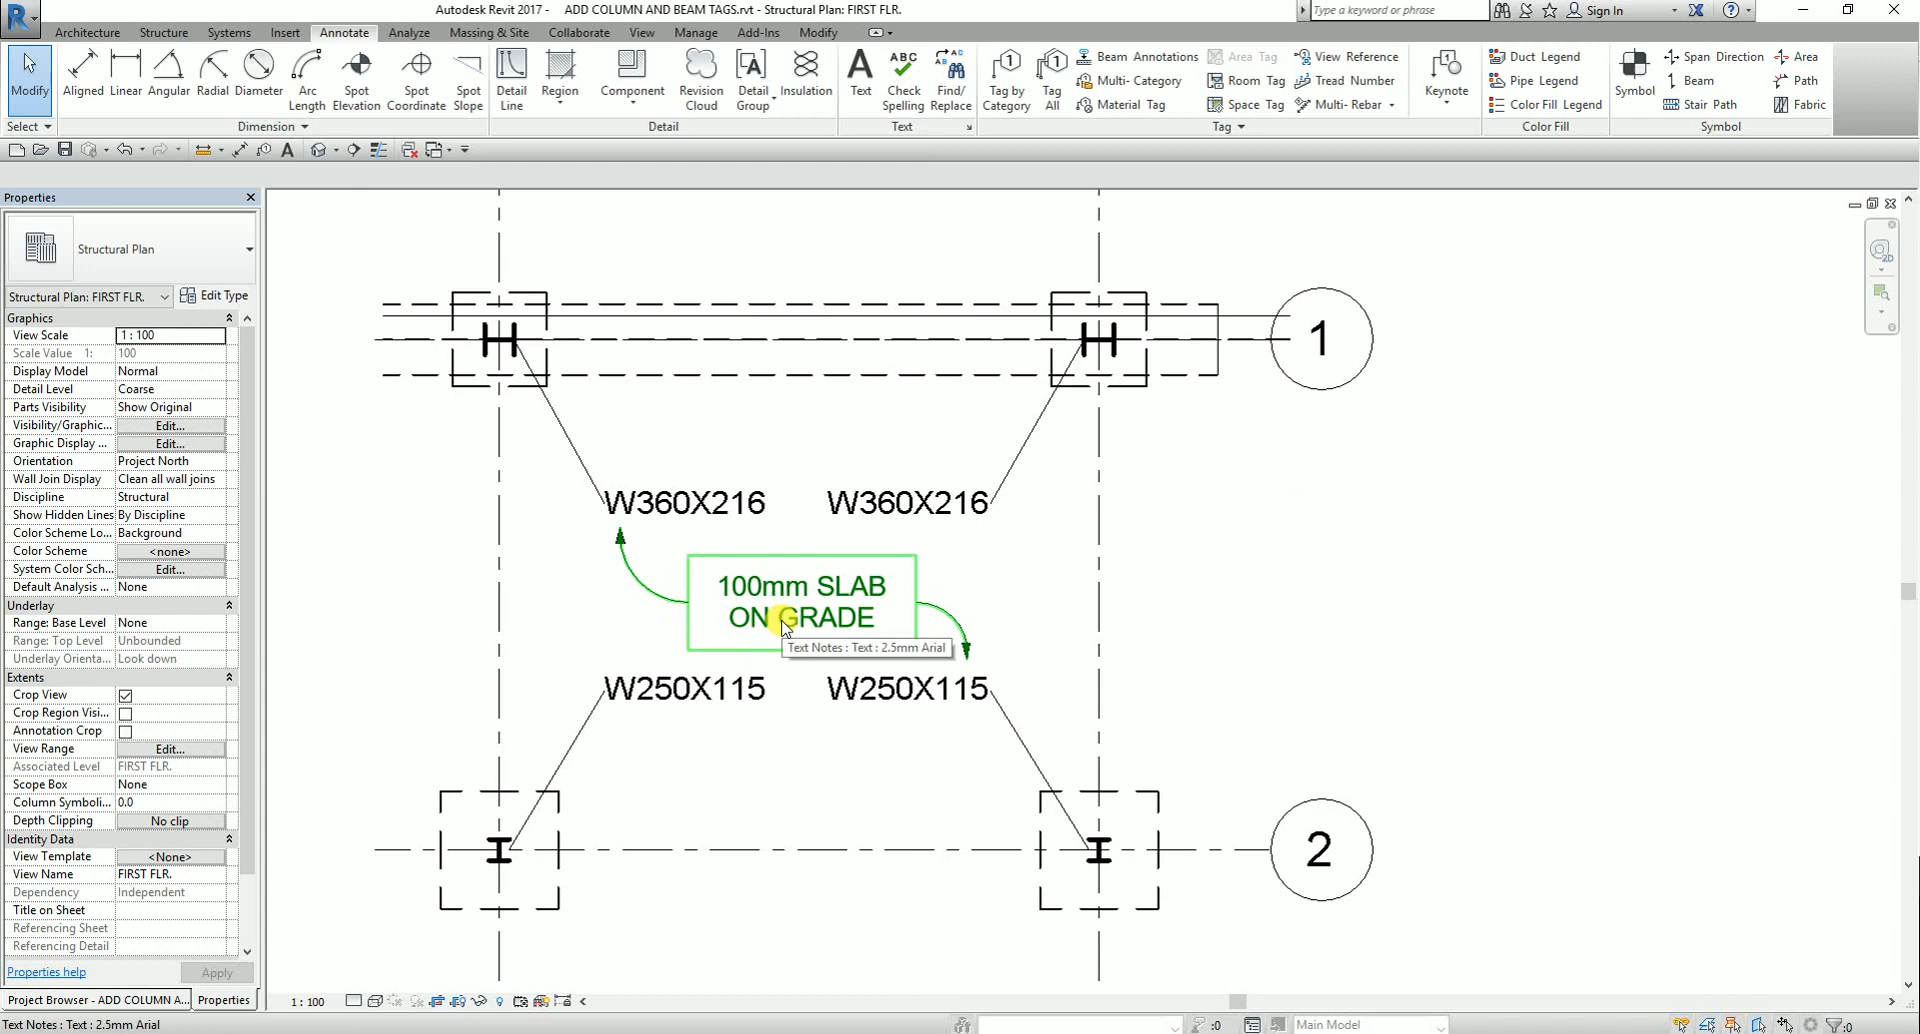 Autodesk Revit 2017 - ADD COLUMN AND BEAM TAGS.rvt - Structural Plan: FIRST FLR.
Type a keyword or phrase
Sign In
Architecture Structure Systems Insert Annotate Analyze Massing & Site Collaborate View Manage Add-Ins Modify
Modify
Aligned Linear Angular Radial Diameter Arc Length Spot Elevation Spot Coordinate Spot Slope
Detail Line Region Component Revision Cloud Detail Group Insulation
Text ABC Check Spelling Find/ Replace
Tag by Category Tag All
Beam Annotations Area Tag View Reference
Multi- Category Room Tag Tread Number
Material Tag Space Tag Multi- Rebar
Keynote
Duct Legend
Pipe Legend
Color Fill Legend
Symbol
Span Direction Area
Beam Path
Stair Path Fabric
Select Dimension Detail Text Tag Color Fill Symbol
Properties
Structural Plan
Structural Plan: FIRST FLR. Edit Type
Graphics
View Scale 1 : 100
Scale Value 1: 100
Display Model Normal
Detail Level Coarse
Parts Visibility Show Original
Visibility/Graphic... Edit...
Graphic Display ... Edit...
Orientation Project North
Wall Join Display Clean all wall joins
Discipline Structural
Show Hidden Lines By Discipline
Color Scheme Lo... Background
Color Scheme <none>
System Color Sch... Edit...
Default Analysis ... None
Underlay
Range: Base Level None
Range: Top Level Unbounded
Underlay Orienta... Look down
Extents
Crop View
Crop Region Visi...
Annotation Crop
View Range Edit...
Associated Level FIRST FLR.
Scope Box None
Column Symboli... 0.0
Depth Clipping No clip
Identity Data
View Template <None>
View Name FIRST FLR.
Dependency Independent
Title on Sheet
Referencing Sheet
Referencing Detail
Properties help Apply
Project Browser - ADD COLUMN A... Properties
1
W360X216 W360X216
100mm SLAB
ON GRADE
Text Notes : Text : 2.5mm Arial
W250X115 W250X115
2
1 : 100
Text Notes : Text : 2.5mm Arial
:0
Main Model
:0